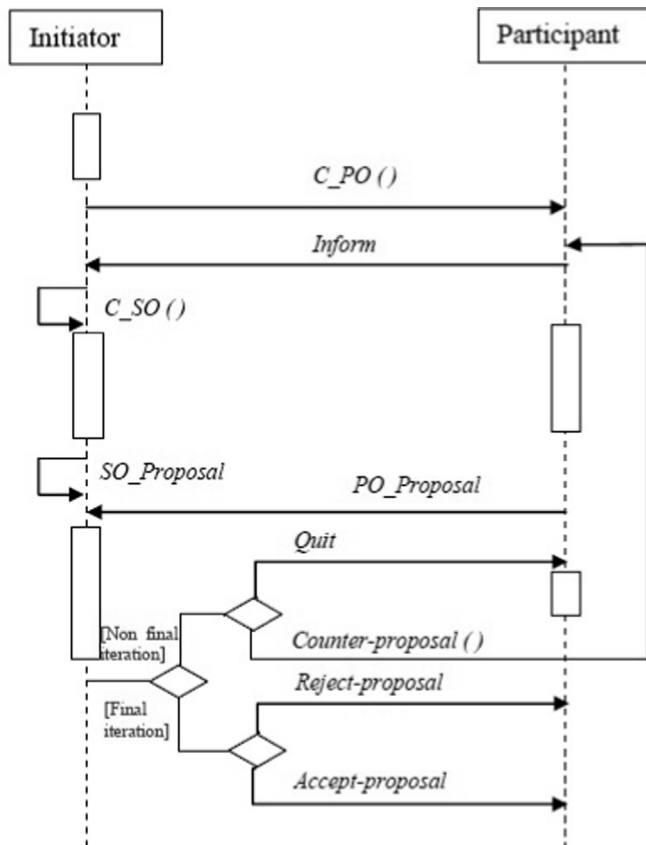 Initiator
Participant
C_PO ( )
Inform
C_SO ( )
SO_Proposal
PO_Proposal
Quit
[Non final
iteration]
Counter-proposal ( )
Reject-proposal
[Final
iteration]
Accept-proposal